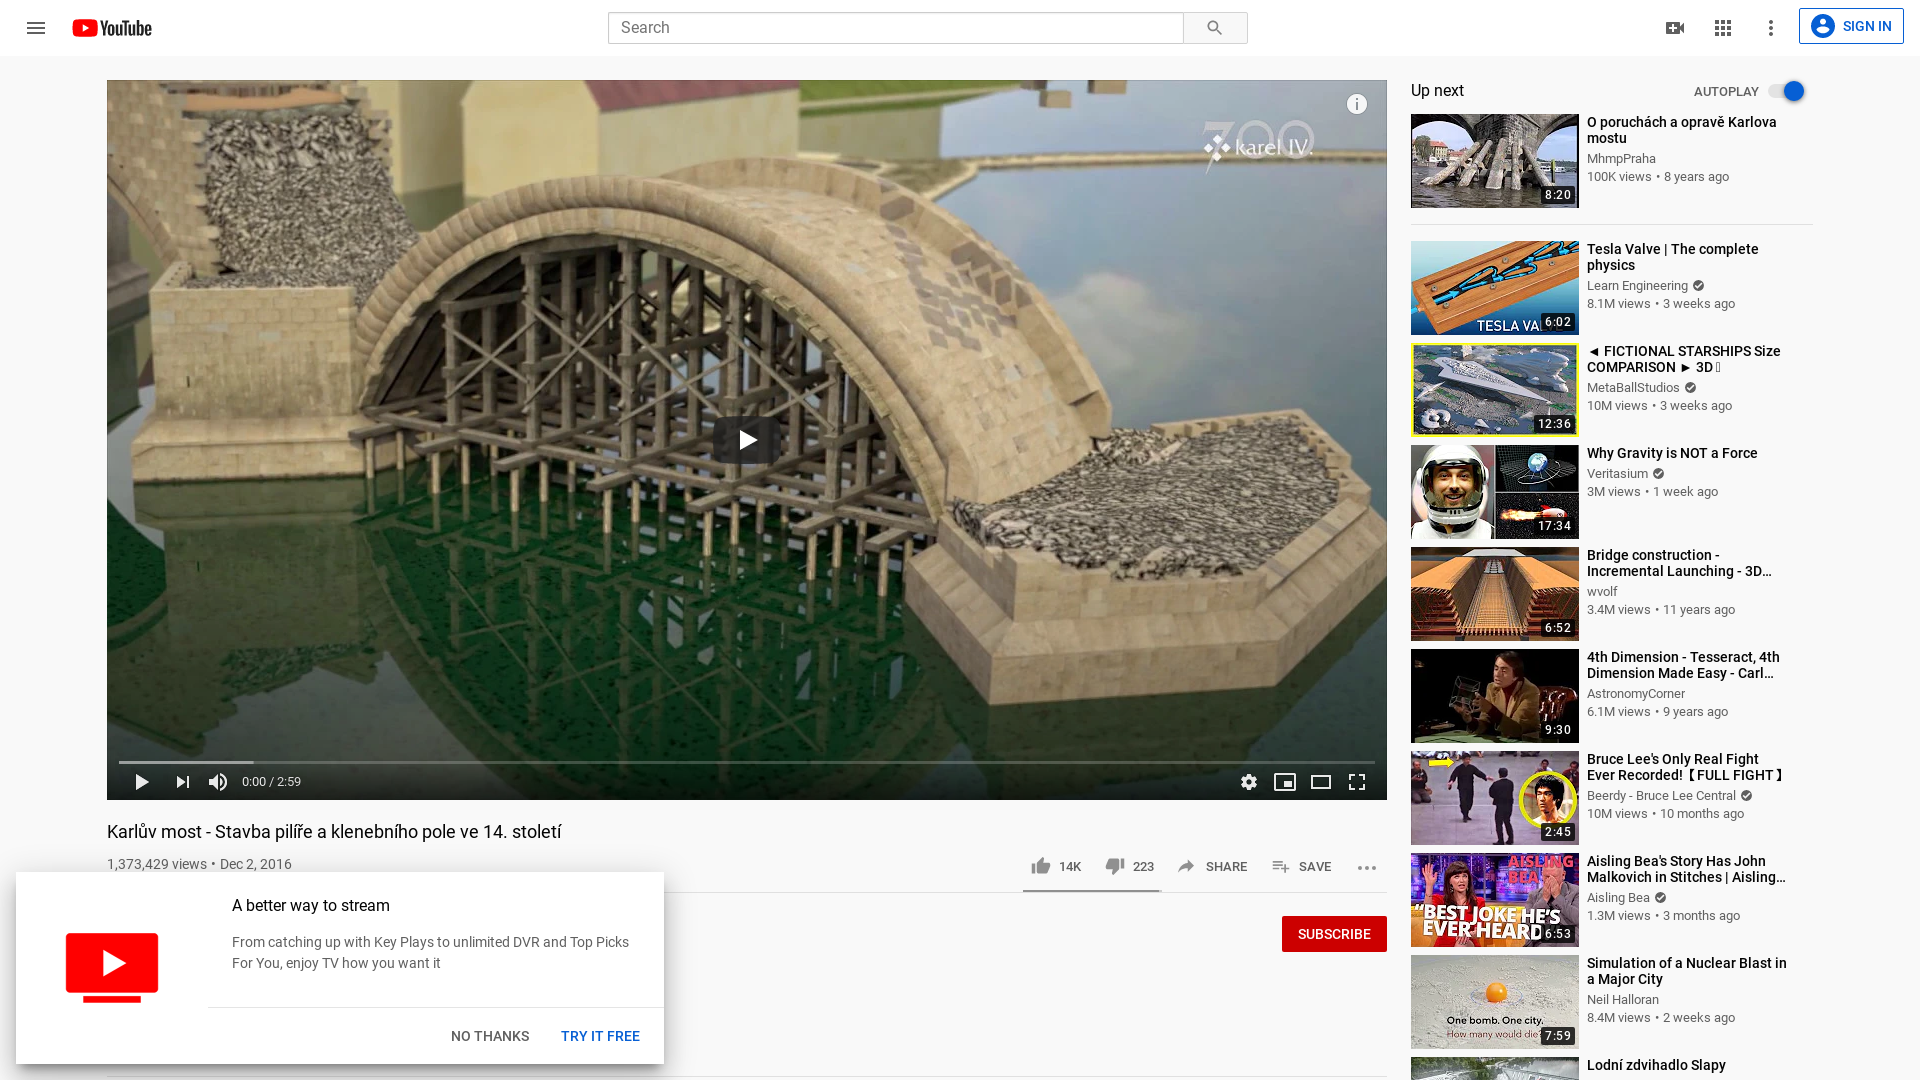 YouTube
Search
SIGN IN
karel IV.
0:00 / 2:59
Karlův most - Stavba pilíře a klenebního pole ve 14. století
1,373,429 views • Dec 2, 2016
14K
223
SHARE
SAVE
SUBSCRIBE
A better way to stream
From catching up with Key Plays to unlimited DVR and Top Picks
For You, enjoy TV how you want it
NO THANKS
TRY IT FREE
Up next
AUTOPLAY
8:20
O poruchách a opravě Karlova
mostu
MhmpPraha
100K views • 8 years ago
6:02
Tesla Valve | The complete
physics
Learn Engineering
8.1M views • 3 weeks ago
12:36
◄ FICTIONAL STARSHIPS Size
COMPARISON ► 3D
MetaBallStudios
10M views • 3 weeks ago
17:34
Why Gravity is NOT a Force
Veritasium
3M views • 1 week ago
6:52
Bridge construction -
Incremental Launching - 3D...
wvolf
3.4M views • 11 years ago
9:30
4th Dimension - Tesseract, 4th
Dimension Made Easy - Carl...
AstronomyCorner
6.1M views • 9 years ago
2:45
Bruce Lee's Only Real Fight
Ever Recorded!【FULL FIGHT】
Beerdy - Bruce Lee Central
10M views • 10 months ago
AISLING
BEA
"BEST JOKE HE'S
EVER HEARD
6:53
Aisling Bea's Story Has John
Malkovich in Stitches | Aisling...
Aisling Bea
1.3M views • 3 months ago
One bomb. One city.
How many would die?
7:59
Simulation of a Nuclear Blast in
a Major City
Neil Halloran
8.4M views • 2 weeks ago
Lodní zdvihadlo Slapy